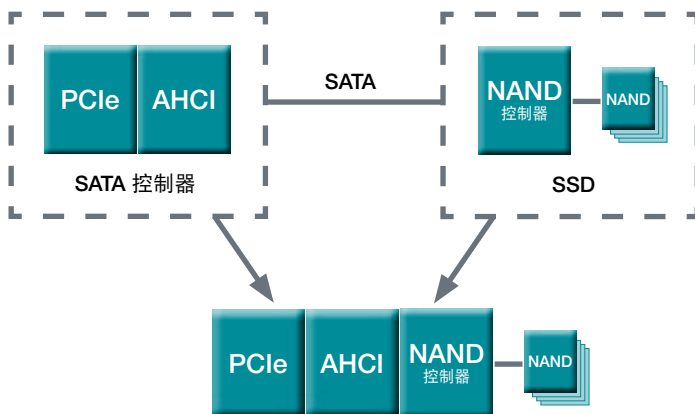 PCIe
AHCI
SATA 控制器
SATA
NAND
控制器
NAND
SSD
PCIe
AHCI
NAND
控制器
NAND